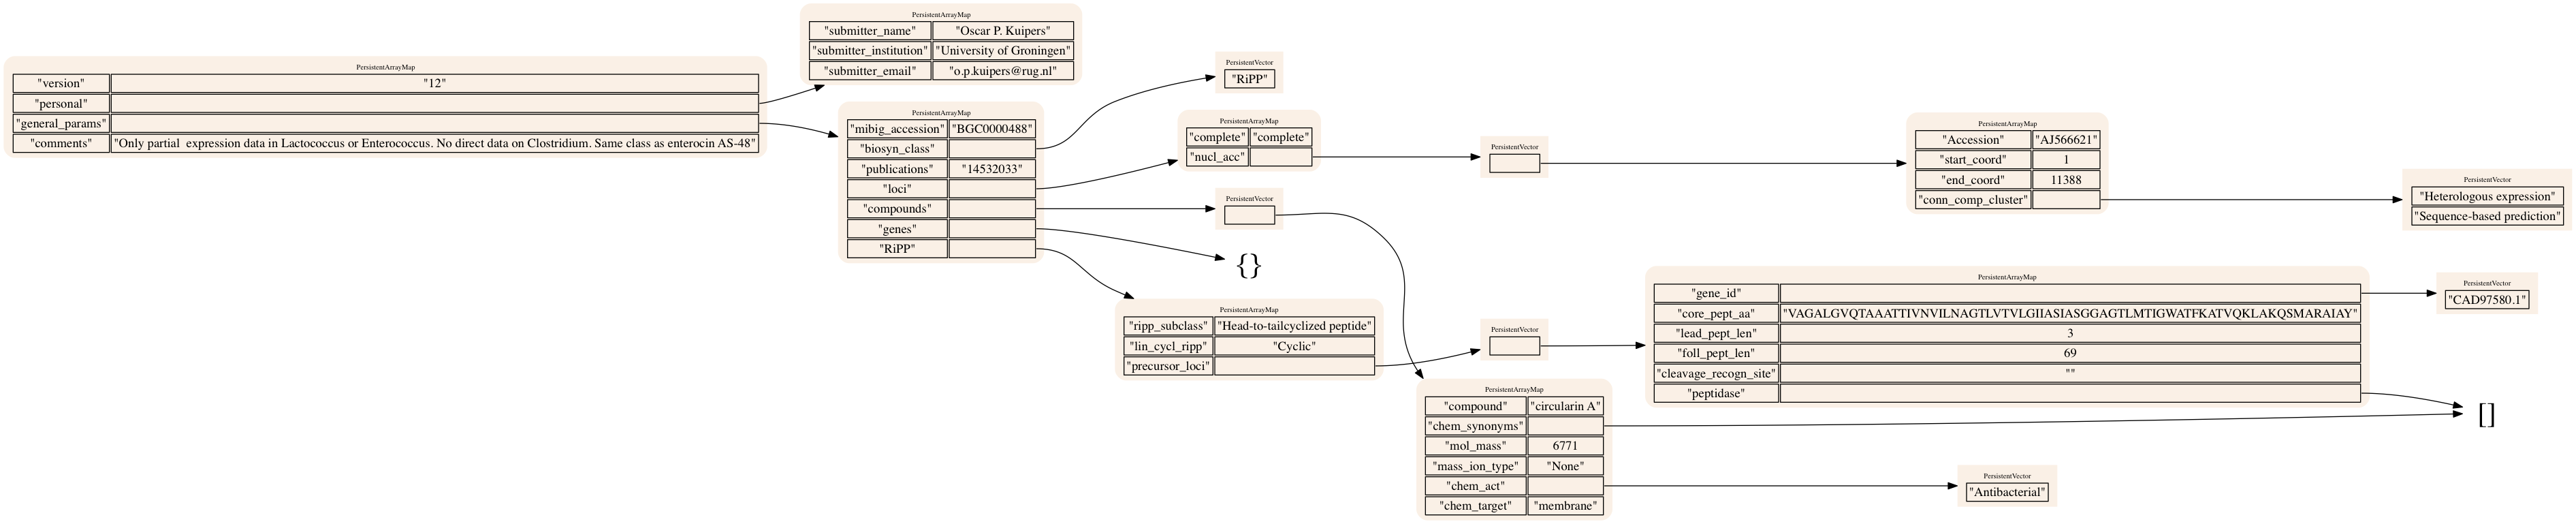 PersistentArrayMap
"version" "12"
"personal"
"general_params"
"comments" "Only partial  expression data in Lactococcus or Enterococcus. No direct data on Clostridium. Same class as enterocin AS-48"
PersistentArrayMap
"submitter_name" "Oscar P. Kuipers"
"submitter_institution" "University of Groningen"
"submitter_email" "o.p.kuipers@rug.nl"
PersistentArrayMap
"mibig_accession" "BGC0000488"
"biosyn_class"
"publications" "14532033"
"loci"
"compounds"
"genes"
"RiPP"
PersistentVector
"RiPP"
PersistentArrayMap
"complete" "complete"
"nucl_acc"
PersistentVector
{}
PersistentArrayMap
"ripp_subclass" "Head-to-tailcyclized peptide"
"lin_cycl_ripp" "Cyclic"
"precursor_loci"
PersistentVector
PersistentVector
PersistentArrayMap
"compound" "circularin A"
"chem_synonyms"
"mol_mass" 6771
"mass_ion_type" "None"
"chem_act"
"chem_target" "membrane"
PersistentArrayMap
"Accession" "AJ566621"
"start_coord" 1
"end_coord" 11388
"conn_comp_cluster"
PersistentArrayMap
"gene_id"
"core_pept_aa" "VAGALGVQTAAATTIVNVILNAGTLVTVLGIIASIASGGAGTLMTIGWATFKATVQKLAKQSMARAIAY"
"lead_pept_len" 3
"foll_pept_len" 69
"cleavage_recogn_site" ""
"peptidase"
PersistentVector
"Antibacterial"
PersistentVector
"Heterologous expression"
"Sequence-based prediction"
PersistentVector
"CAD97580.1"
[]